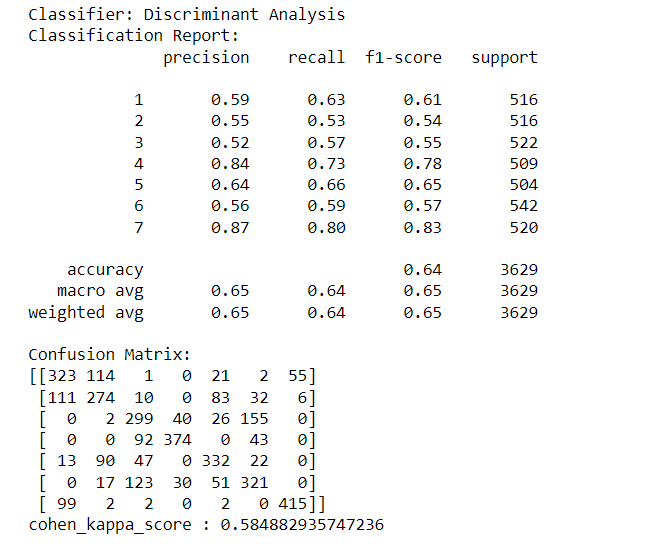 Classifier: Discriminant Analysis
Classification Report:
              precision    recall  f1-score   support

           1       0.59      0.63      0.61       516
           2       0.55      0.53      0.54       516
           3       0.52      0.57      0.55       522
           4       0.84      0.73      0.78       509
           5       0.64      0.66      0.65       504
           6       0.56      0.59      0.57       542
           7       0.87      0.80      0.83       520

    accuracy                           0.64      3629
   macro avg       0.65      0.64      0.65      3629
weighted avg       0.65      0.64      0.65      3629

Confusion Matrix:
[[323 114   1   0  21   2  55]
 [111 274  10   0  83  32   6]
 [  0   2 299  40  26 155   0]
 [  0   0  92 374   0  43   0]
 [ 13  90  47   0 332  22   0]
 [  0  17 123  30  51 321   0]
 [ 99   2   2   0   2   0 415]]
cohen_kappa_score : 0.584882935747236